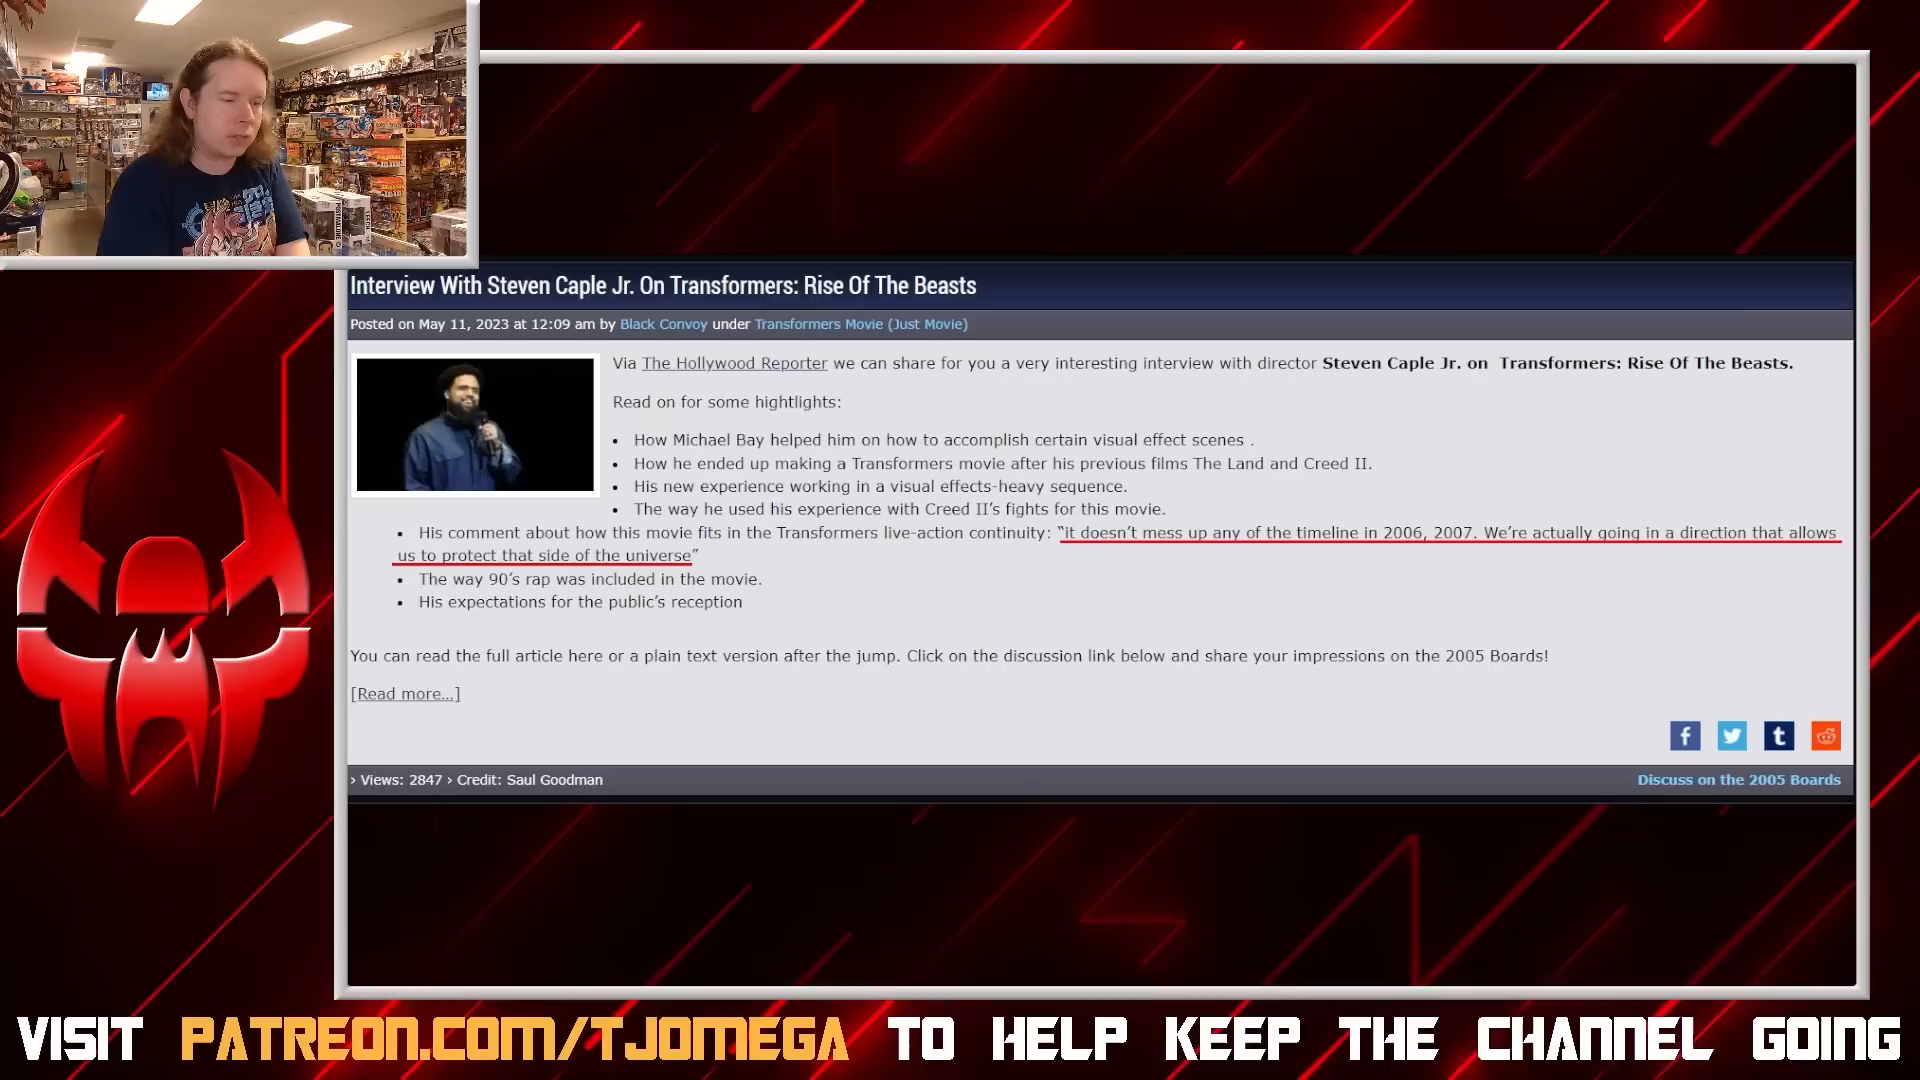 Interview With Steven Caple Jr. On Transformers: Rise Of The Beasts
Posted on May 11, 2023 at 12:09 am by Black Convoy under Transformers Movie (Just Movie)
Via The Hollywood Reporter we can share for you a very interesting interview with director Steven Caple Jr. on Transformers: Rise Of The Beasts.
Read on for some hightlights:
• How Michael Bay helped him on how to accomplish certain visual effect scenes .
• How he ended up making a Transformers movie after his previous films The Land and Creed II.
• His new experience working in a visual effects-heavy sequence.
• The way he used his experience with Creed II’s fights for this movie.
• His comment about how this movie fits in the Transformers live-action continuity: “it doesn’t mess up any of the timeline in 2006, 2007. We’re actually going in a direction that allows
us to protect that side of the universe”
• The way 90’s rap was included in the movie.
• His expectations for the public’s reception
You can read the full article here or a plain text version after the jump. Click on the discussion link below and share your impressions on the 2005 Boards!
[Read more...]
› Views: 2847 › Credit: Saul Goodman
Discuss on the 2005 Boards
VISIT PATREON.COM/TJOMEGA TO HELP KEEP THE CHANNEL GOING